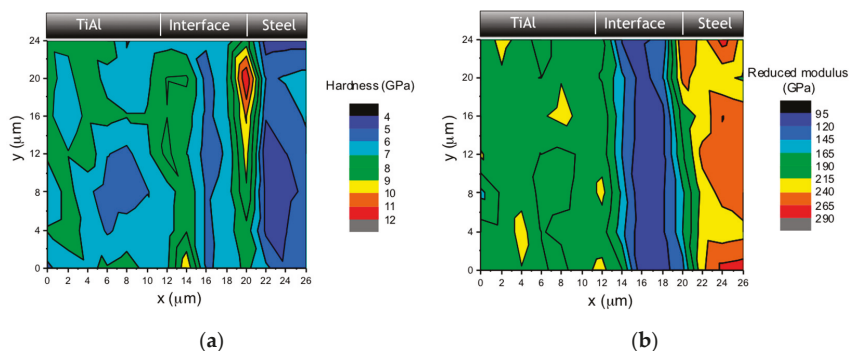 TiAl Interface Steel
24
20
16
12
8
4
0
y (μm)
0 2 4 6 8 10 12 14 16 18 20 22 24 26
x (μm)
Hardness (GPa)
4
5
6
7
8
9
10
11
12
(a)
TiAl Interface Steel
24
20
16
12
8
4
0
y (μm)
0 2 4 6 8 10 12 14 16 18 20 22 24 26
x (μm)
Reduced modulus
(GPa)
95
120
145
165
190
215
240
265
290
(b)